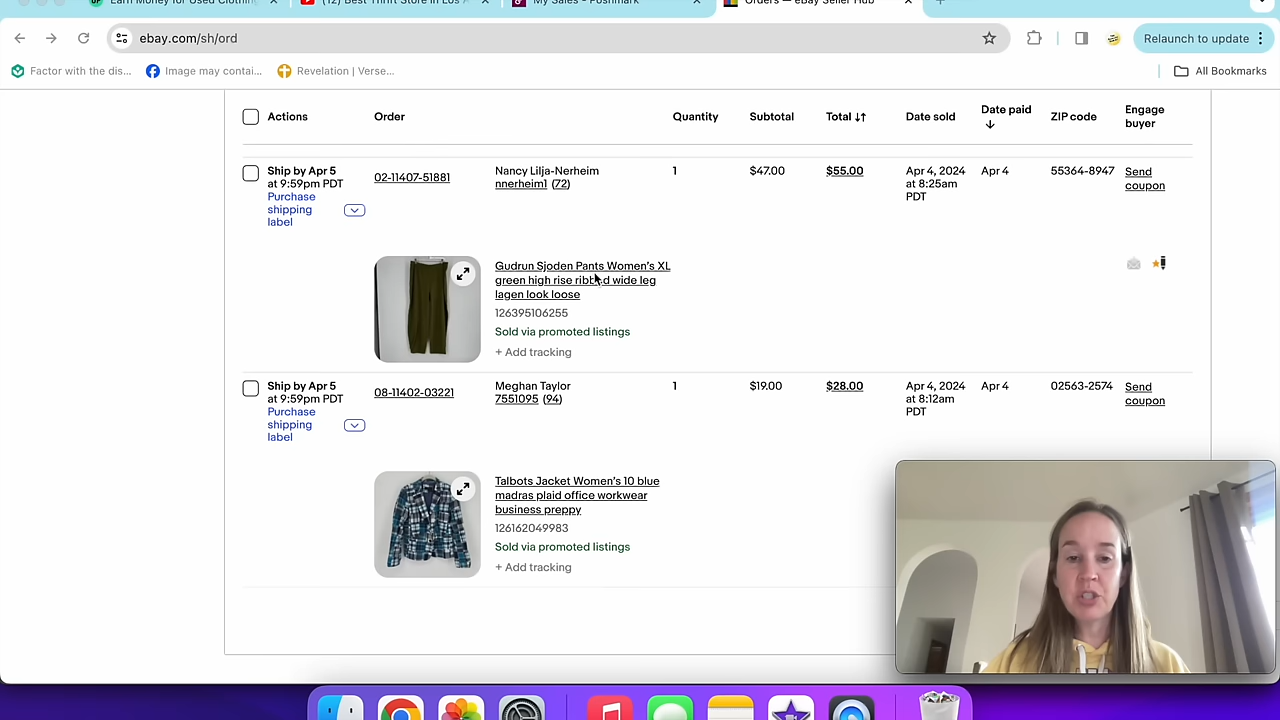 Earn Money for Used Clothin
(12) Best Thrift Store in Los A
My Sales - Poshmark
Orders — eBay Seller Hub
ebay.com/sh/ord
Relaunch to update
Factor with the dis...
Image may contai...
Revelation | Verse...
All Bookmarks
Actions
Order
Quantity
Subtotal
Total
Date sold
Date paid
ZIP code
Engage
buyer
Ship by Apr 5
at 9:59pm PDT
Purchase
shipping
label
02-11407-51881
Nancy Lilja-Nerheim
nnerheim1 (72)
1
$47.00
$55.00
Apr 4, 2024
at 8:25am
PDT
Apr 4
55364-8947
Send
coupon
Gudrun Sjoden Pants Women's XL
green high rise ribbed wide leg
lagen look loose
126395106255
Sold via promoted listings
+ Add tracking
Ship by Apr 5
at 9:59pm PDT
Purchase
shipping
label
08-11402-03221
Meghan Taylor
7551095 (94)
1
$19.00
$28.00
Apr 4, 2024
at 8:12am
PDT
Apr 4
02563-2574
Send
coupon
Talbots Jacket Women's 10 blue
madras plaid office workwear
business preppy
126162049983
Sold via promoted listings
+ Add tracking